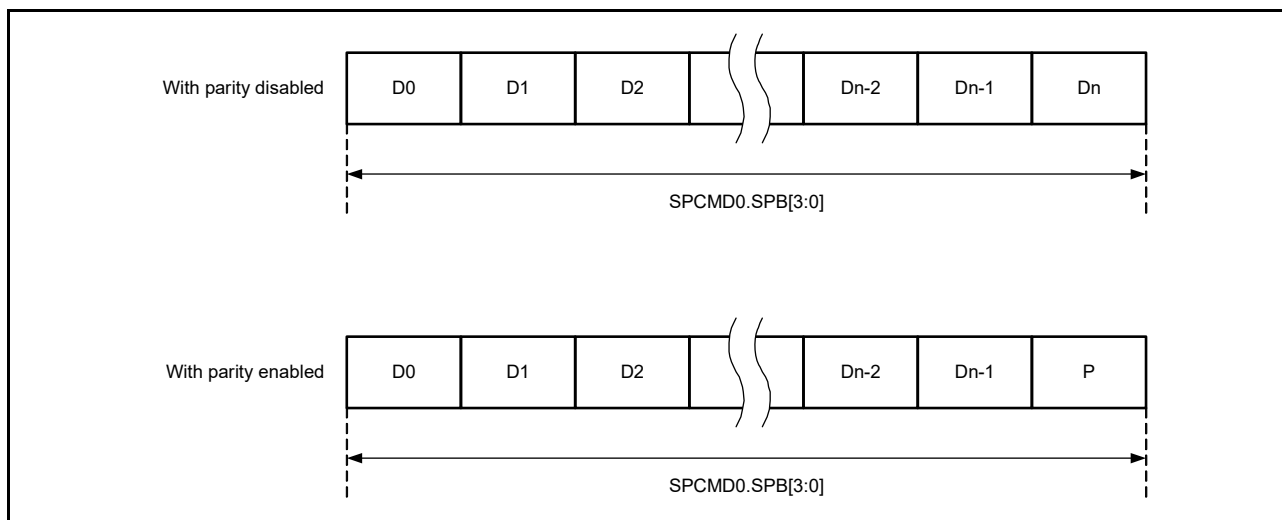 With parity disabled D0 D1 D2 Dn-2 Dn-1 Dn
SPCMD0.SPB[3:0]
With parity enabled D0 D1 D2 Dn-2 Dn-1 P
SPCMD0.SPB[3:0]